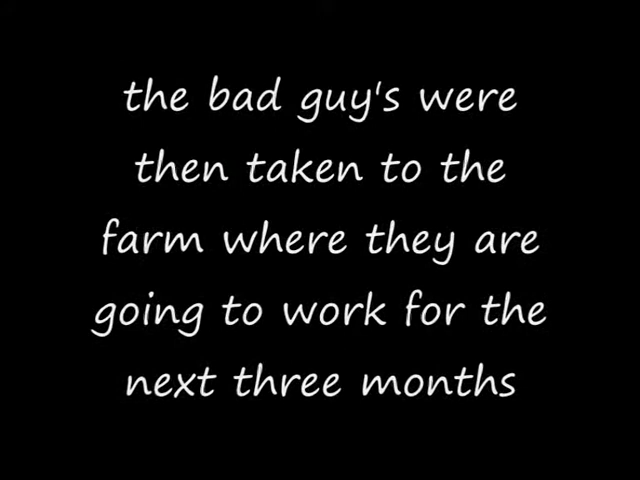 the bad guy's were
then taken to the
farm where they are
going to work for the
next three months